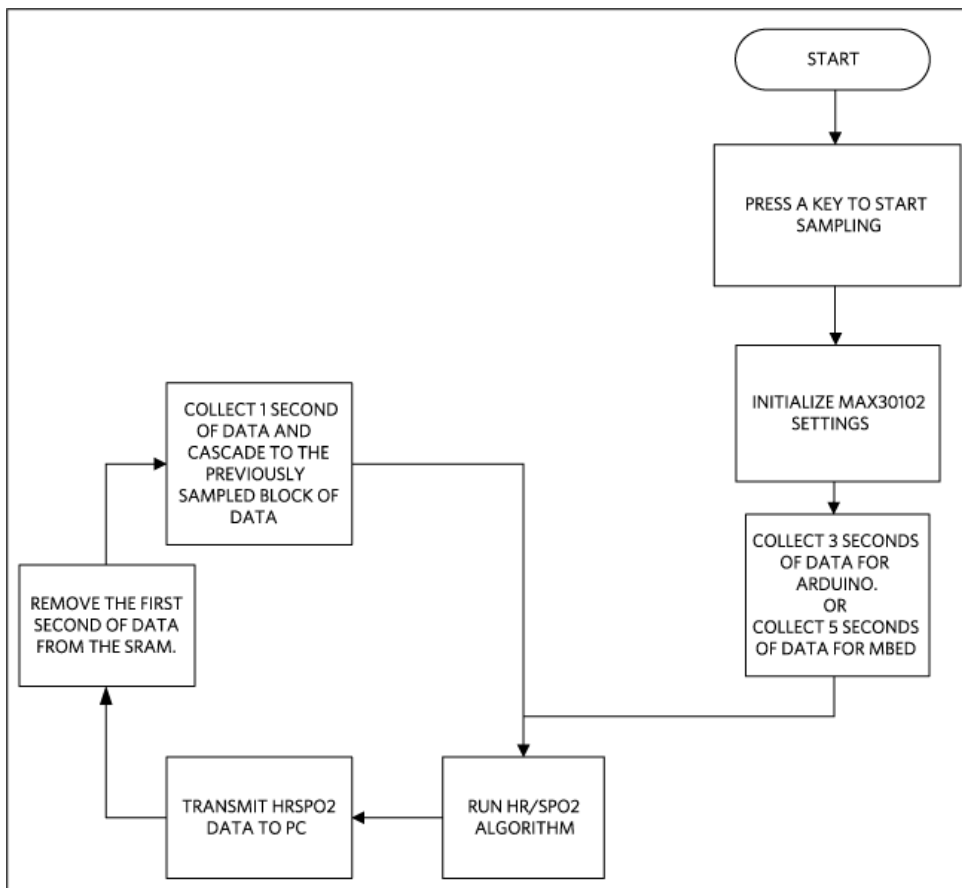 START
PRESS A KEY TO START
SAMPLING
INITIALIZE MAX30102
SETTINGS
COLLECT 3 SECONDS
OF DATA FOR
ARDUINO.
OR
COLLECT 5 SECONDS
OF DATA FOR MBED
RUN HR/SPO2
ALGORITHM
TRANSMIT HRSPO2
DATA TO PC
REMOVE THE FIRST
SECOND OF DATA
FROM THE SRAM.
COLLECT 1 SECOND
OF DATA AND
CASCADE TO THE
PREVIOUSLY
SAMPLED BLOCK OF
DATA